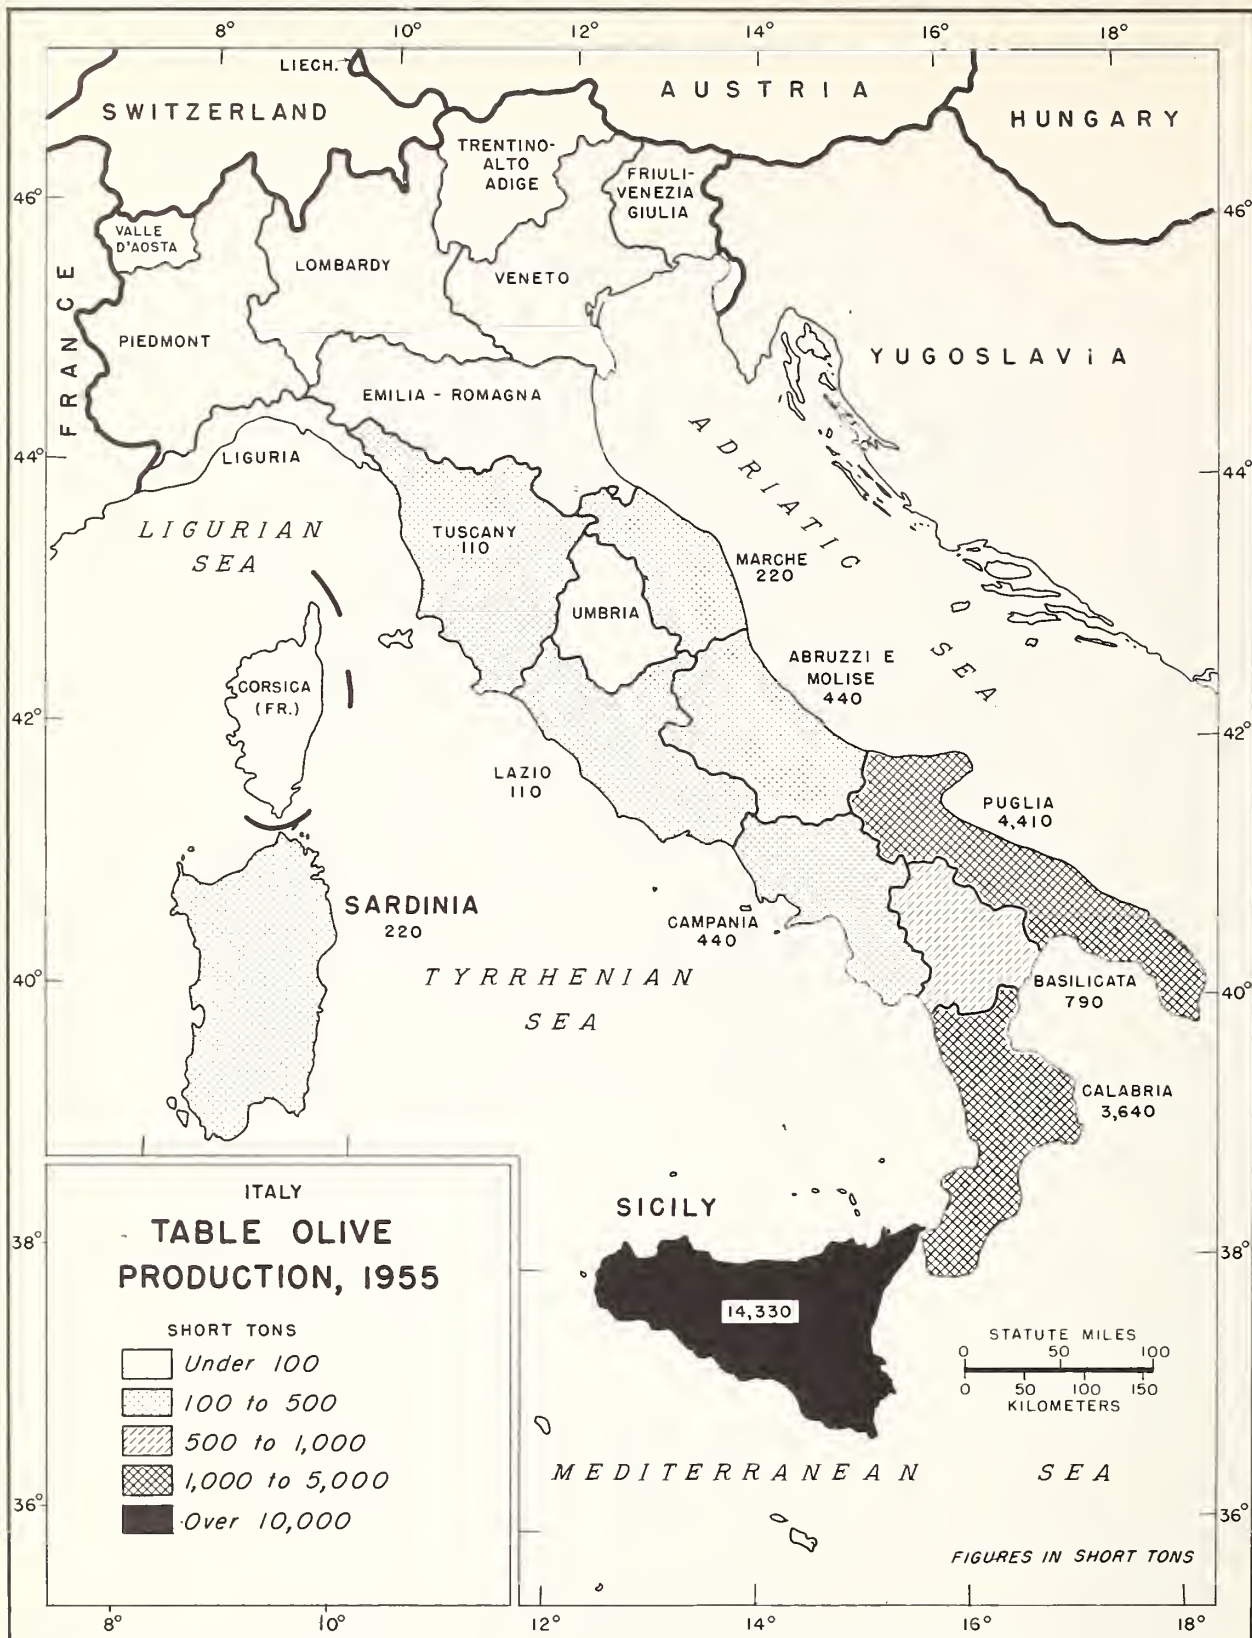 8° 10° 12° 14° 16° 18°
LIECH.
SWITZERLAND
AUSTRIA
HUNGARY
TRENTINO-
ALTO
ADIGE
FRIULI-
VENEZIA
GIULIA
46°
46°
VALLE
D'AOSTA
LOMBARDY
VENETO
FRANCE
PIEDMONT
YUGOSLAVIA
EMILIA - ROMAGNA
ADRIATIC SEA
44°
44°
LIGURIA
LIGURIAN
SEA
TUSCANY
110
MARCHE
220
UMBRIA
ABRUZZI E
MOLISE
440
CORSICA
(FR.)
42°
42°
LAZIO
110
PUGLIA
4,410
SARDINIA
220
CAMPANIA
440
TYRRHENIAN
SEA
40°
40°
BASILICATA
790
CALABRIA
3,640
SICILY
14,330
38°
38°
ITALY
TABLE OLIVE
PRODUCTION, 1955
SHORT TONS
Under 100
100 to 500
500 to 1,000
1,000 to 5,000
Over 10,000
STATUTE MILES
0 50 100
0 50 100 150
KILOMETERS
MEDITERRANEAN SEA
36°
36°
FIGURES IN SHORT TONS
8° 10° 12° 14° 16° 18°